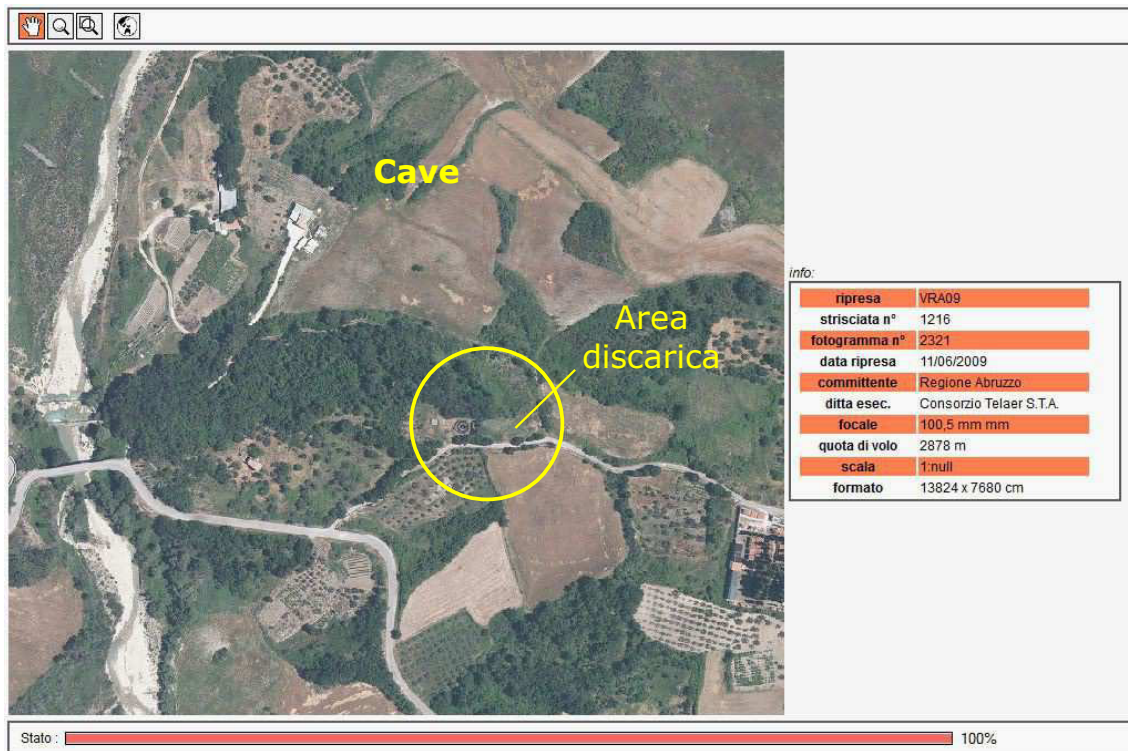 Cave
Area
discarica
info:
ripresa VRA09
strisciata n° 1216
fotogramma n° 2321
data ripresa 11/06/2009
committente Regione Abruzzo
ditta esec. Consorzio Telaer S.T.A.
focale 100,5 mm mm
quota di volo 2878 m
scala 1:null
formato 13824 x 7680 cm
Stato : 100%